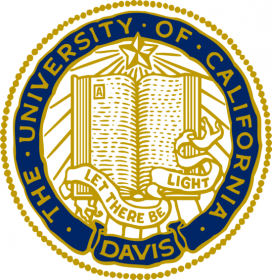 · THE · UNIVERSITY · OF · CALIFORNIA ·
A
LET THERE BE
LIGHT
DAVIS